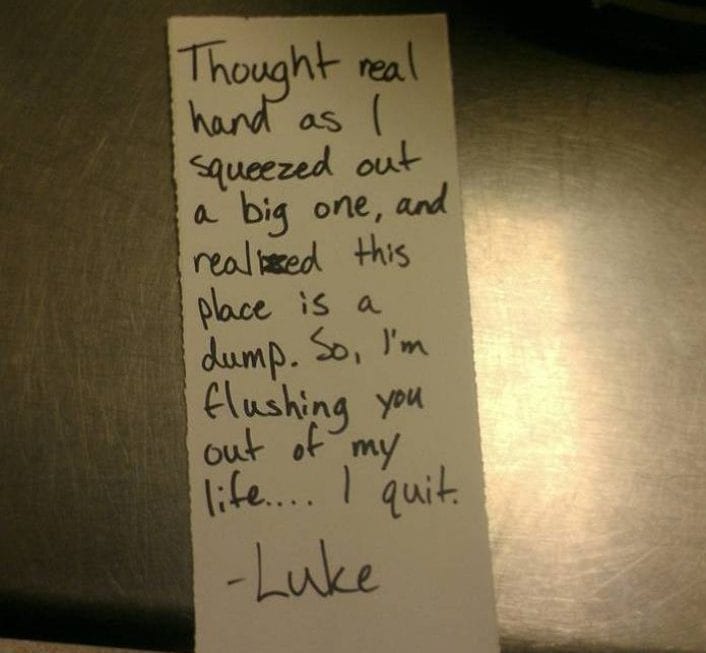 Thought real
hand as I
squeezed out
a big one, and
realized this
place is a
dump. So, I'm
flushing you
out of my
life.... I quit.
-Luke